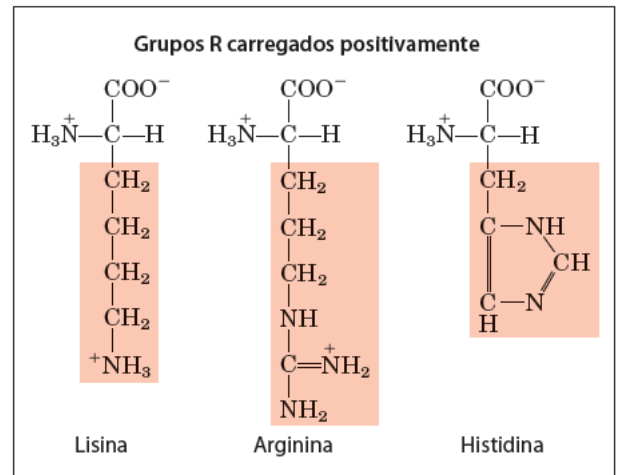 Grupos R carregados positivamente
COO⁻ COO⁻ COO⁻
H₃N⁺—C—H H₃N⁺—C—H H₃N⁺—C—H
CH₂ CH₂ CH₂
CH₂ CH₂ C—NH
CH
CH₂ CH₂ C—N
H
CH₂ NH
⁺NH₃ C=N⁺H₂
NH₂
Lisina Arginina Histidina